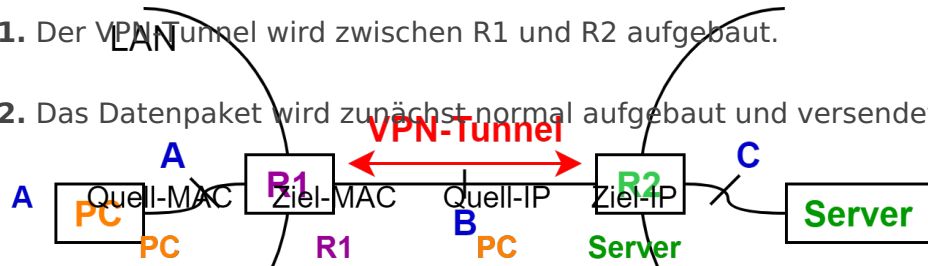 1. Der VPN-Tunnel wird zwischen R1 und R2 aufgebaut.
LAN
2. Das Datenpaket wird zunächst normal aufgebaut und versendet
VPN-Tunnel
A
C
R1
R2
A
Quell-MAC
Ziel-MAC
Quell-IP
Ziel-IP
PC
B
Server
PC
R1
PC
Server